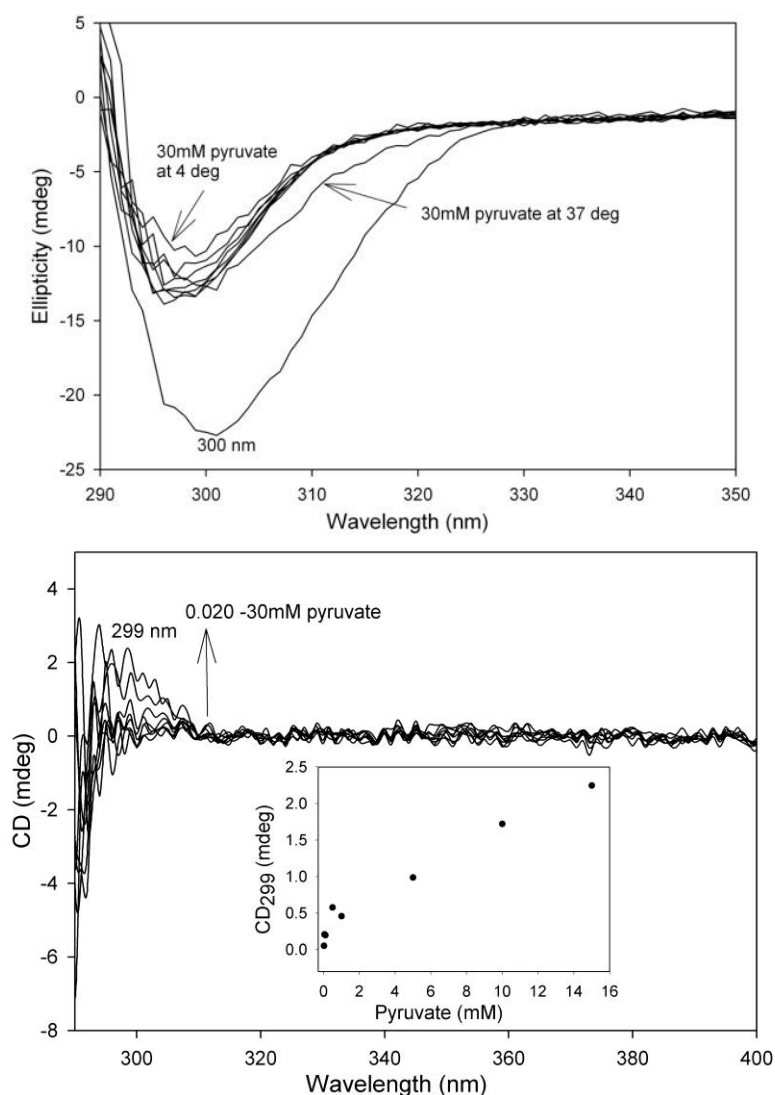 5
0
-5
-10
-15
-20
-25
Ellipticity (mdeg)
30mM pyruvate
at 4 deg
30mM pyruvate at 37 deg
300 nm
290 300 310 320 330 340 350
Wavelength (nm)
4
2
0
-2
-4
-6
-8
CD (mdeg)
299 nm
0.020 -30mM pyruvate
2.5
2.0
1.5
1.0
0.5
0.0
CD299 (mdeg)
0 2 4 6 8 10 12 14 16
Pyruvate (mM)
300 320 340 360 380 400
Wavelength (nm)